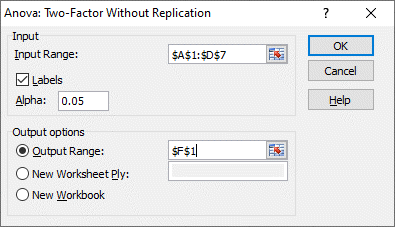 Anova: Two-Factor Without Replication
Input
Input Range:
$A$1:$D$7
Labels
Alpha:
0.05
Output options
Output Range:
$F$1
New Worksheet Ply:
New Workbook
OK
Cancel
Help